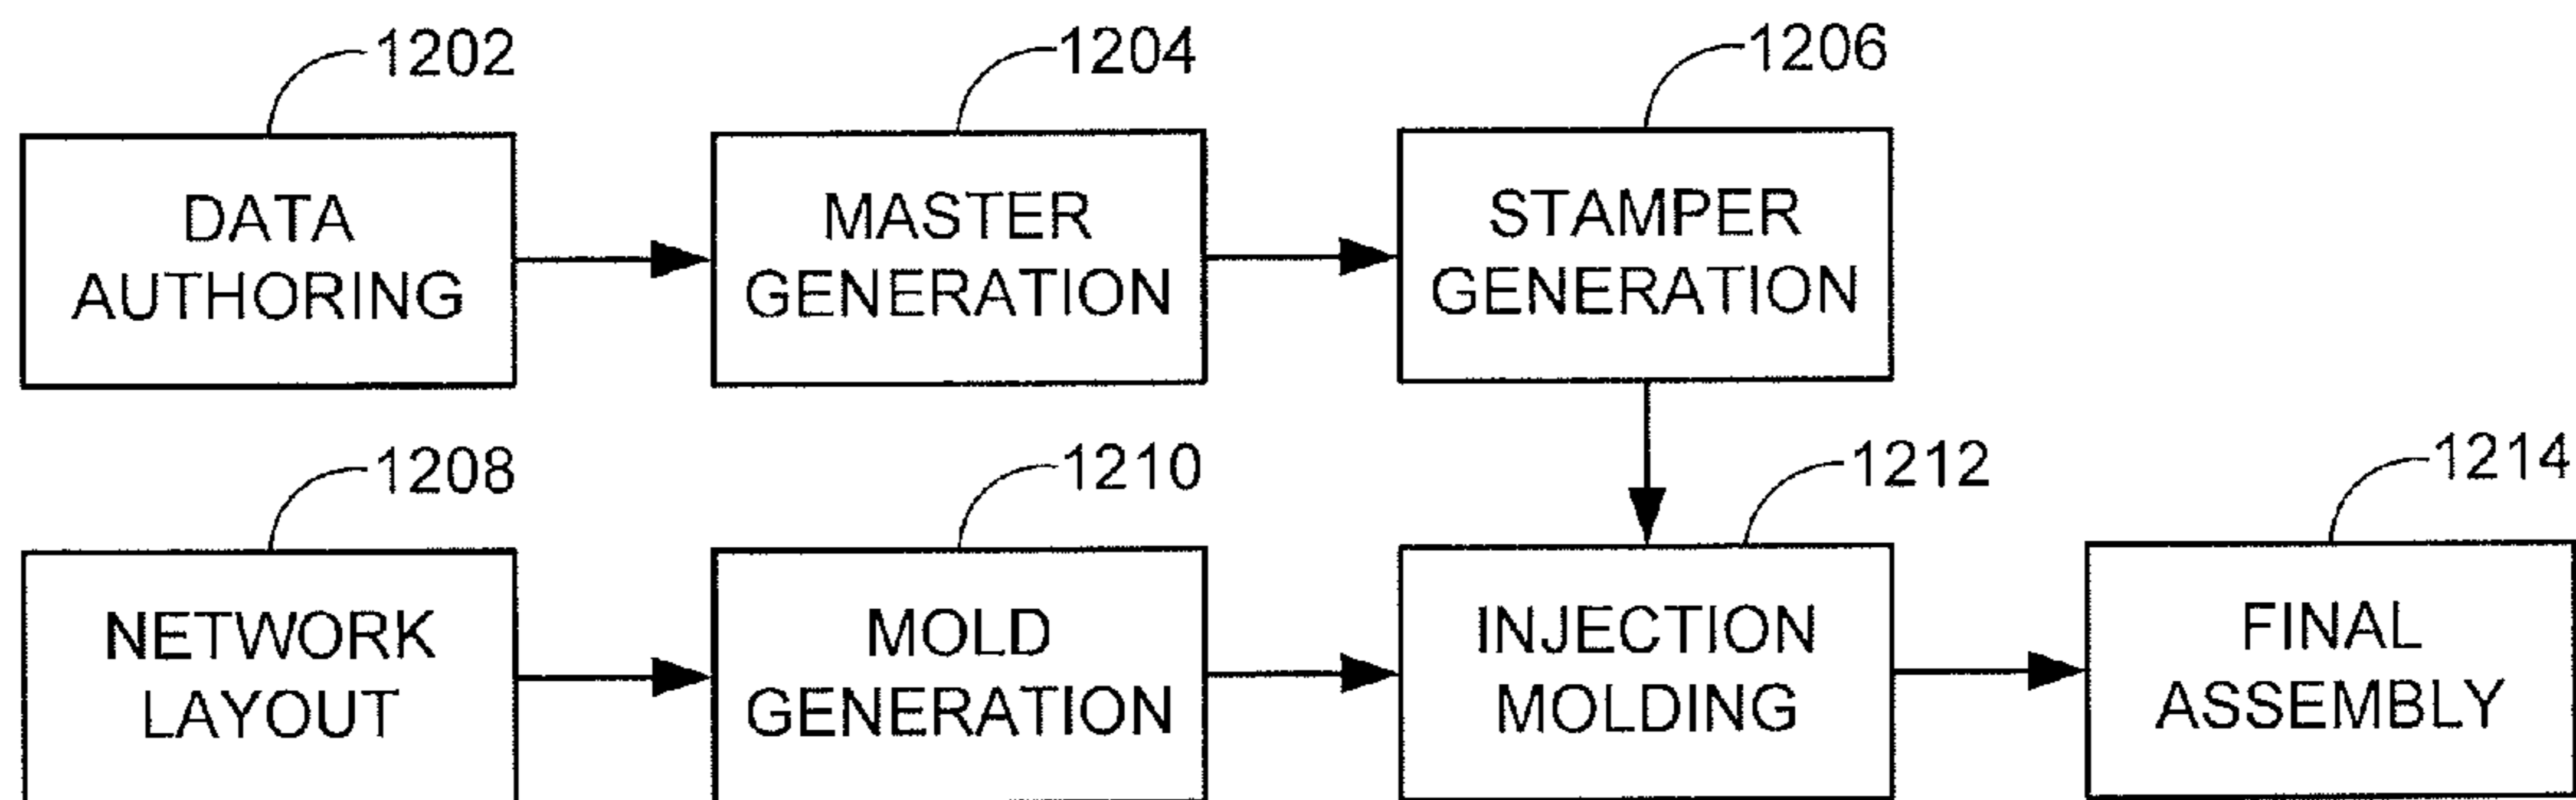 1202
1204
1206
DATA
AUTHORING
MASTER
GENERATION
STAMPER
GENERATION
1208
1210
1212
1214
NETWORK
LAYOUT
MOLD
GENERATION
INJECTION
MOLDING
FINAL
ASSEMBLY